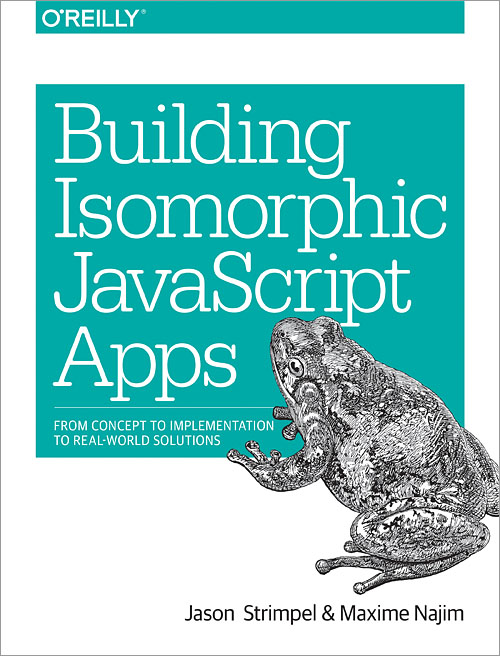 O'REILLY®
Building
Isomorphic
JavaScript
Apps
FROM CONCEPT TO IMPLEMENTATION
TO REAL-WORLD SOLUTIONS
Jason Strimpel & Maxime Najim